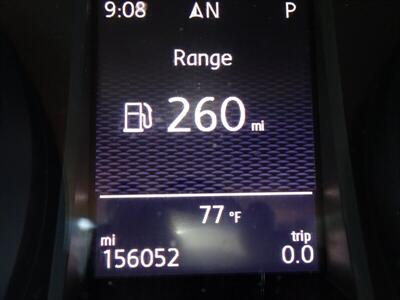 9:08 N P
Range
260 mi
77 °F
mi trip
156052 0.0